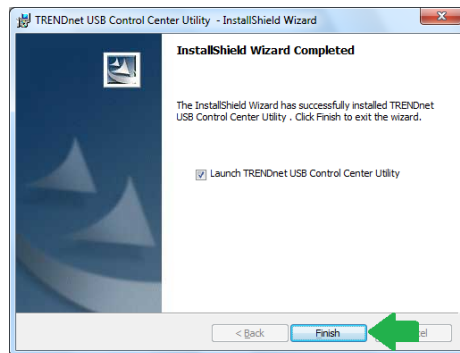 TRENDnet USB Control Center Utility - InstallShield Wizard
InstallShield Wizard Completed
The InstallShield Wizard has successfully installed TRENDnet
USB Control Center Utility . Click Finish to exit the wizard.
Launch TRENDnet USB Control Center Utility
< Back Finish